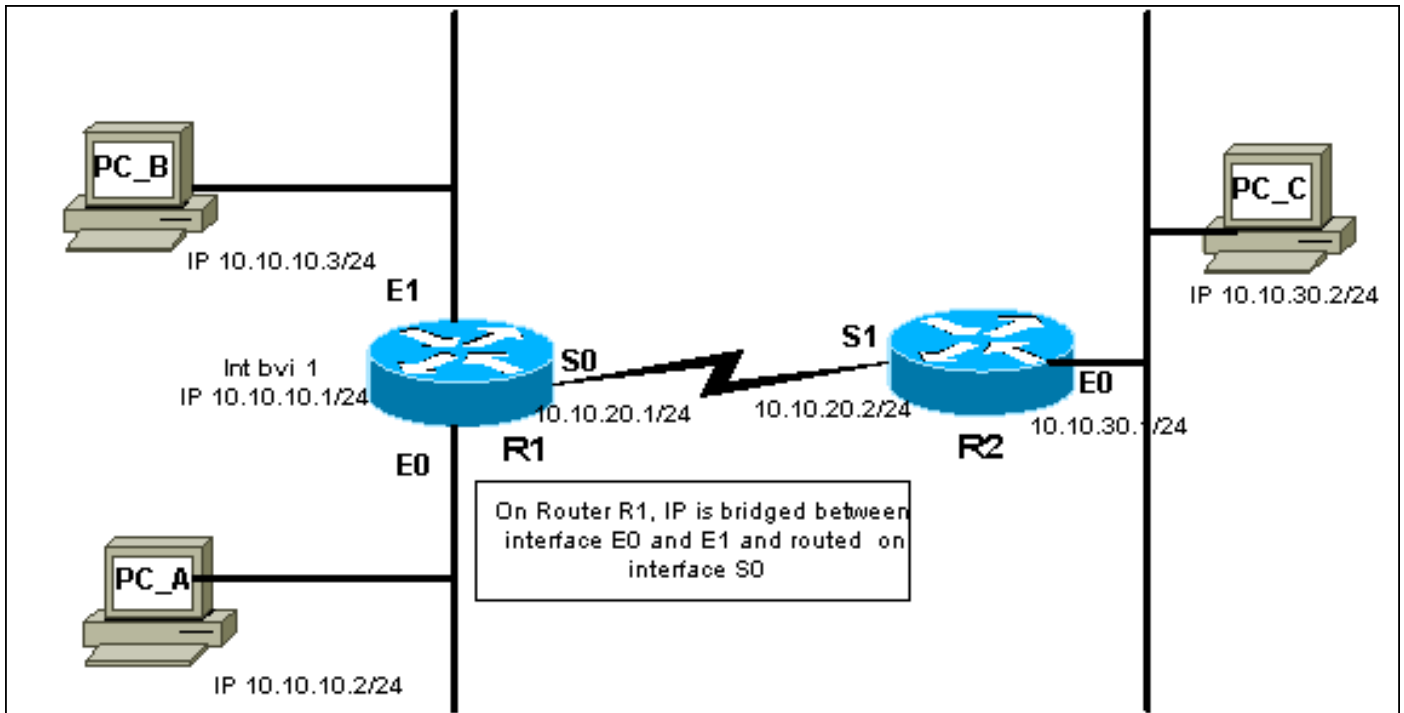 PC_B
IP 10.10.10.3/24
E1
Int bvi 1
IP 10.10.10.1/24
S0
10.10.20.1/24
R1
E0
S1
10.10.20.2/24
E0
10.10.30.1/24
R2
PC_C
IP 10.10.30.2/24
On Router R1, IP is bridged between
interface E0 and E1 and routed on
interface S0
PC_A
IP 10.10.10.2/24